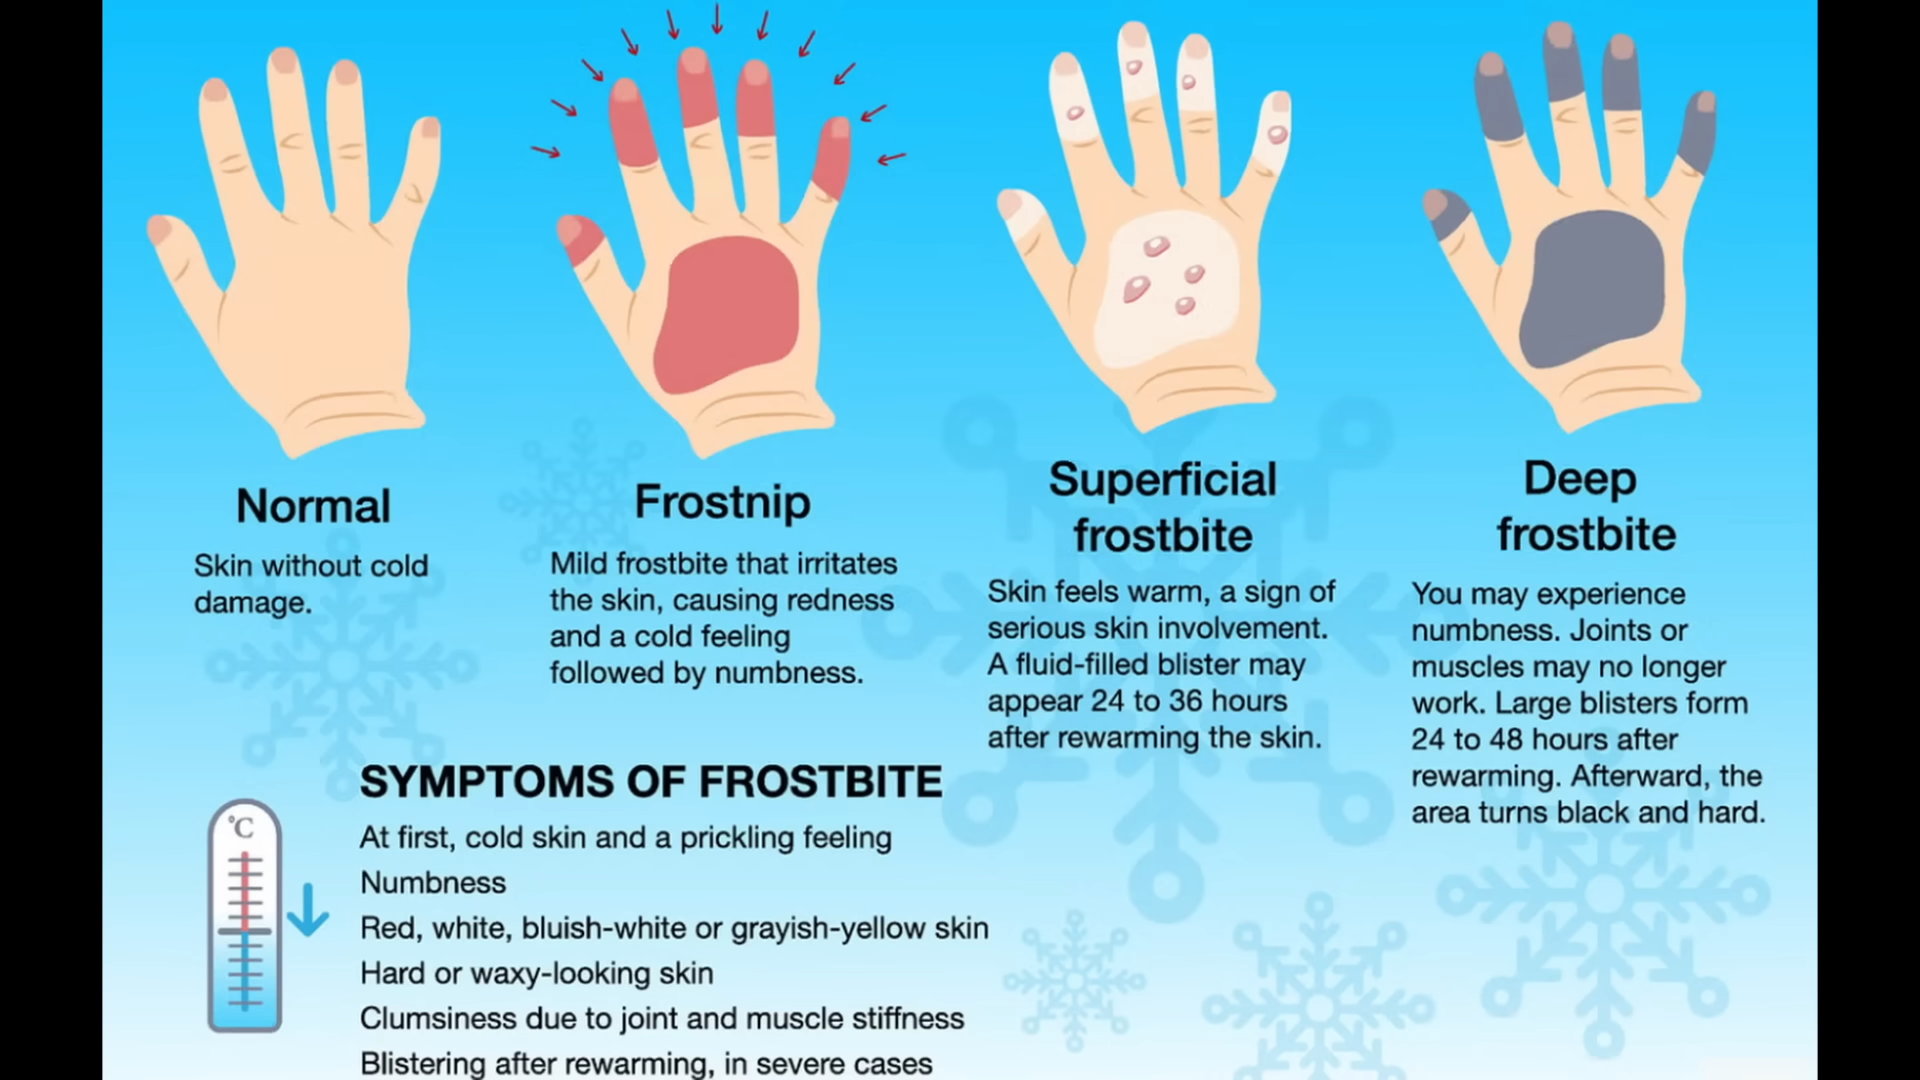 Normal
Skin without cold
damage.
Frostnip
Mild frostbite that irritates
the skin, causing redness
and a cold feeling
followed by numbness.
Superficial
frostbite
Skin feels warm, a sign of
serious skin involvement.
A fluid-filled blister may
appear 24 to 36 hours
after rewarming the skin.
Deep
frostbite
You may experience
numbness. Joints or
muscles may no longer
work. Large blisters form
24 to 48 hours after
rewarming. Afterward, the
area turns black and hard.
SYMPTOMS OF FROSTBITE
°C
At first, cold skin and a prickling feeling
Numbness
Red, white, bluish-white or grayish-yellow skin
Hard or waxy-looking skin
Clumsiness due to joint and muscle stiffness
Blistering after rewarming, in severe cases